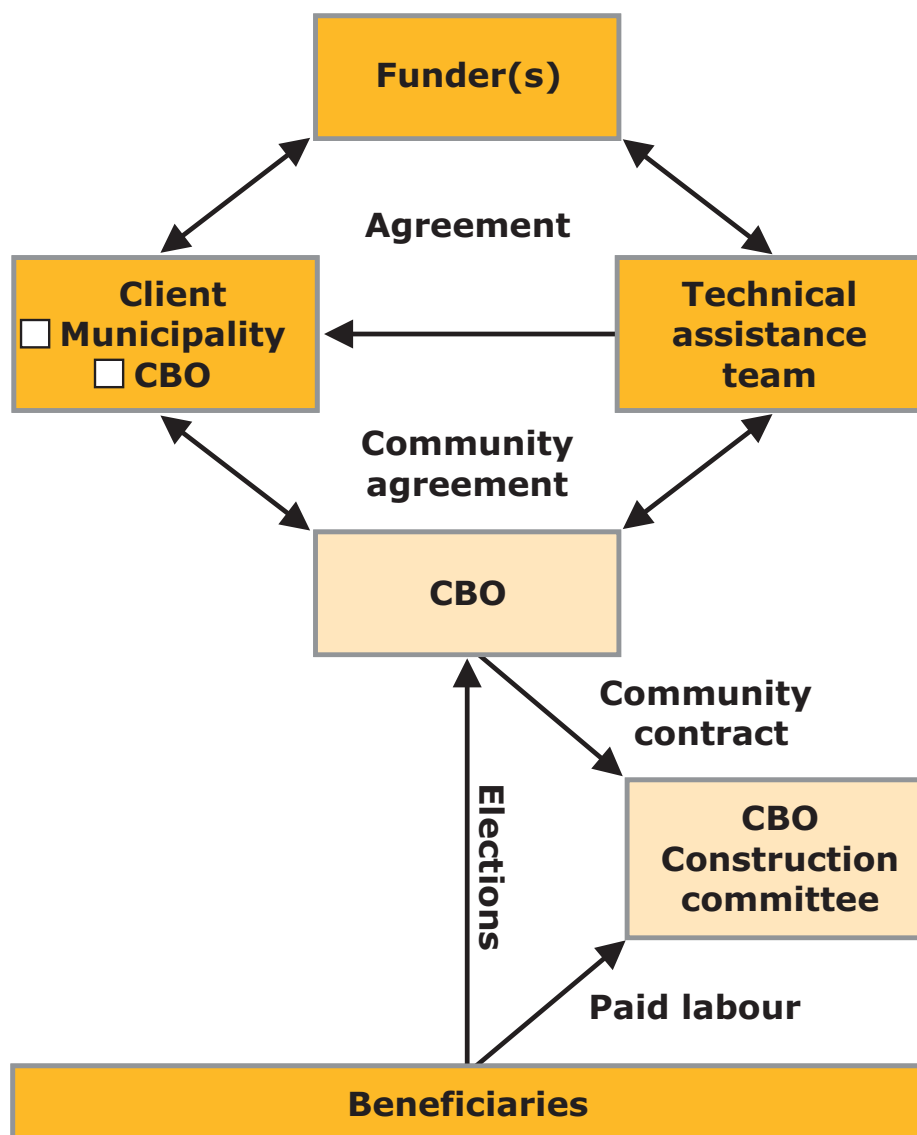 Funder(s)
Agreement
Client
Municipality
CBO
Technical
assistance
team
Community
agreement
CBO
Community
contract
Elections
CBO
Construction
committee
Paid labour
Beneficiaries